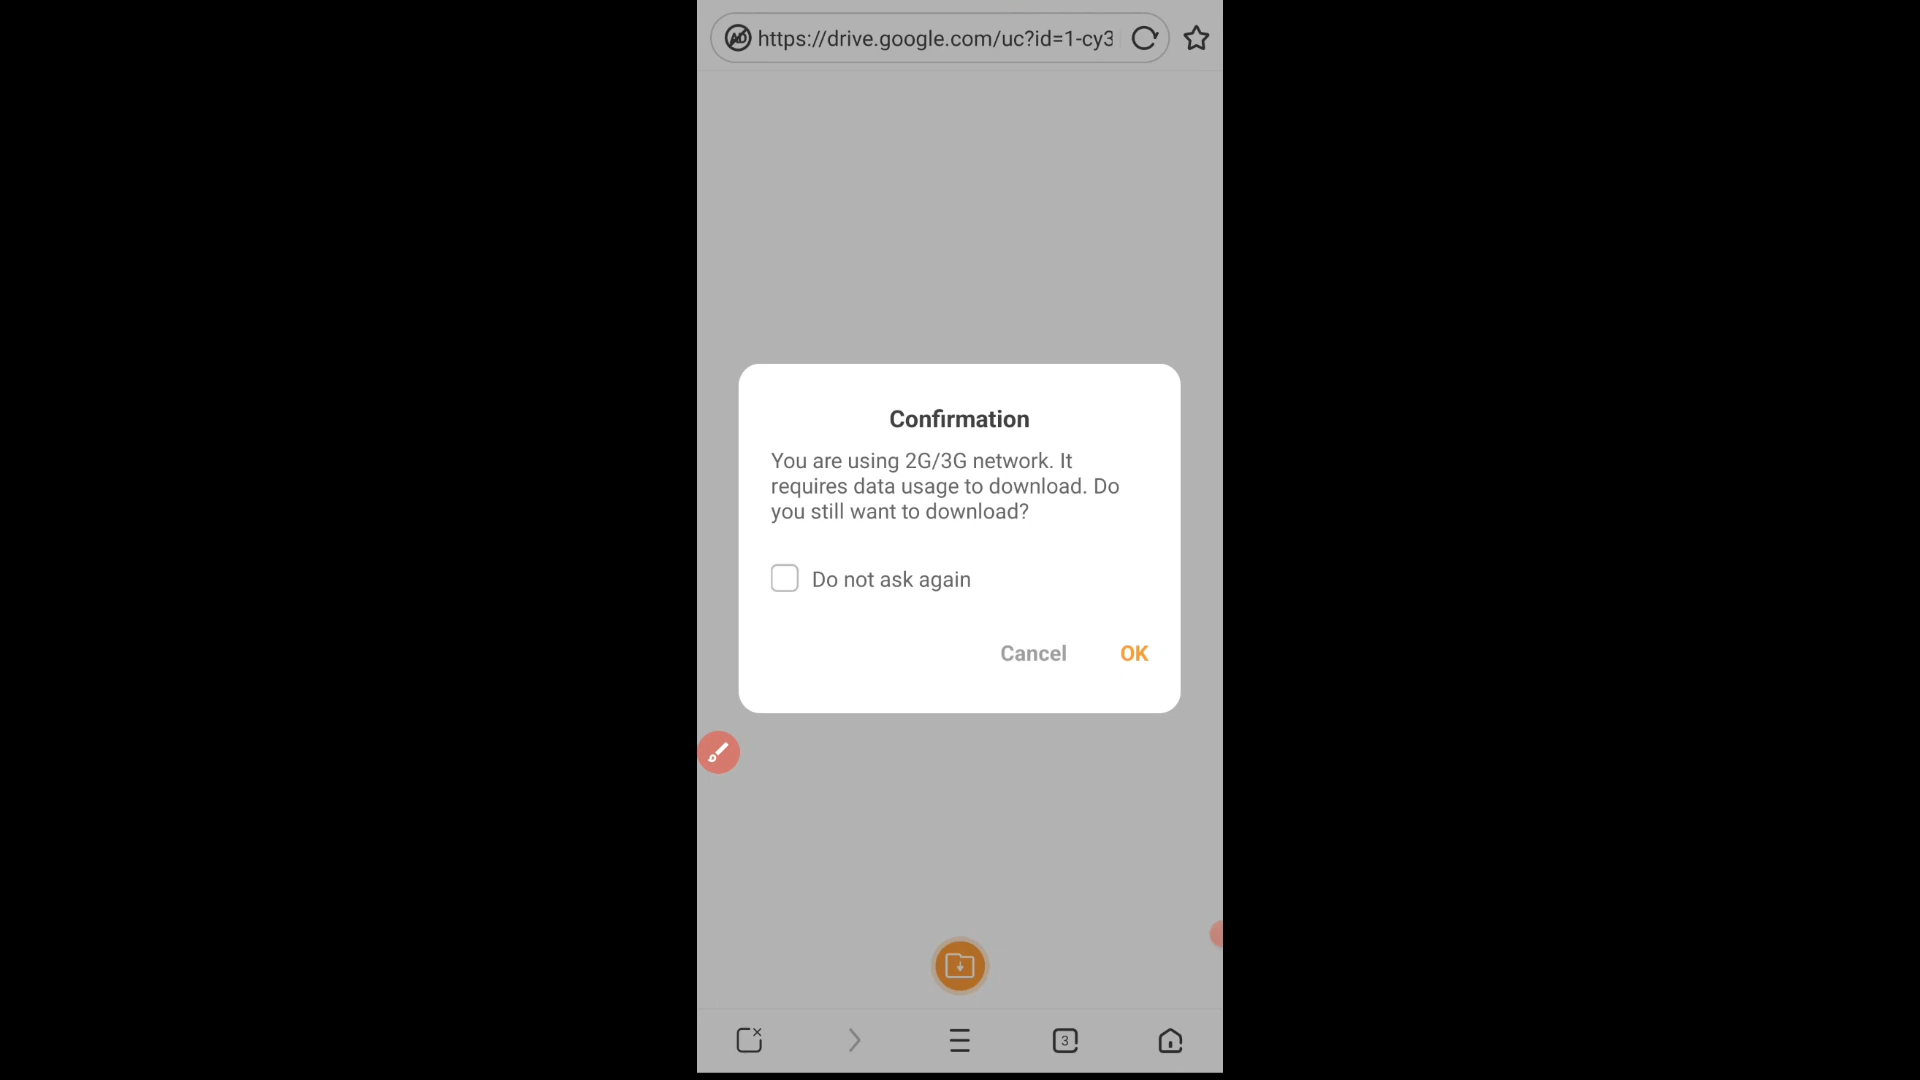 https://drive.google.com/uc?id=1-cy3
Confirmation
You are using 2G/3G network. It
requires data usage to download. Do
you still want to download?
Do not ask again
Cancel OK
3